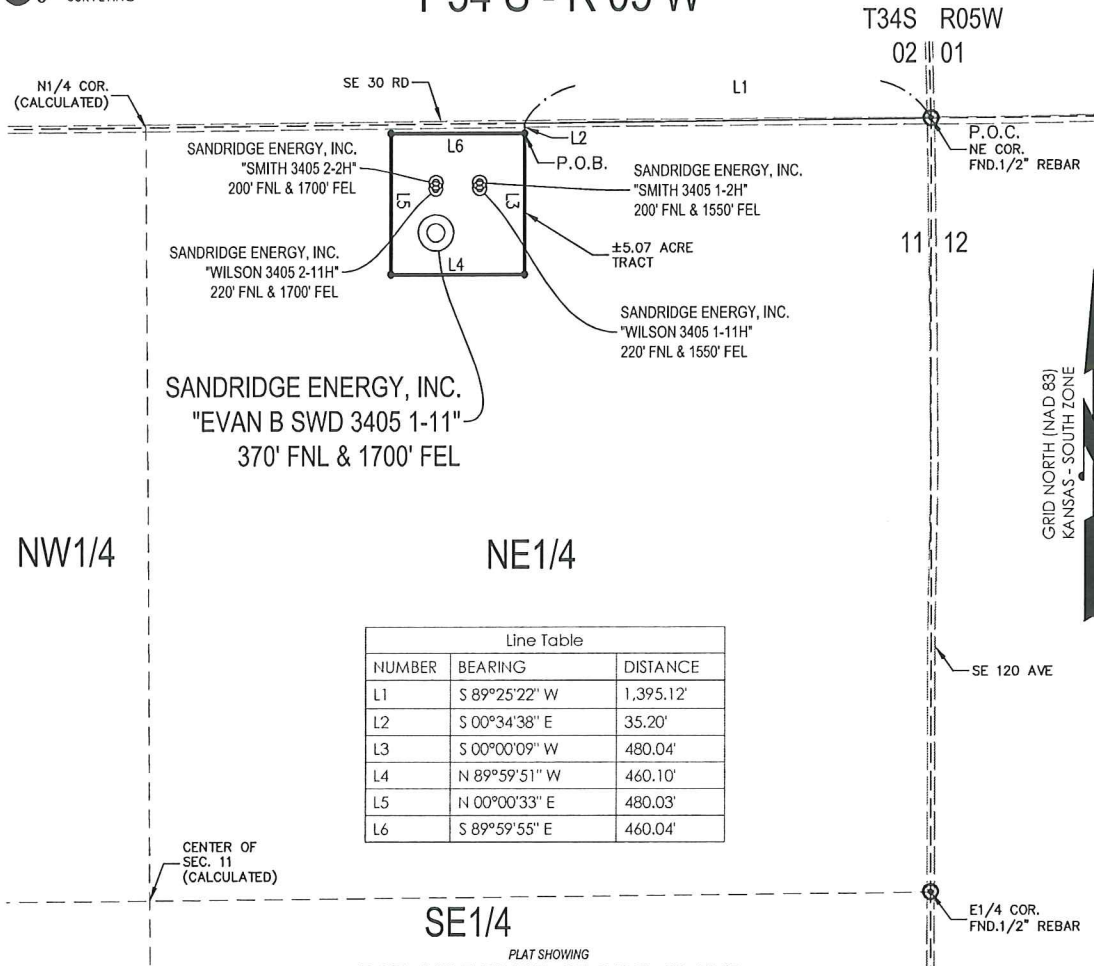 T 34 S - R 05 W
T34S R05W
02 01
N1/4 COR.
(CALCULATED)
SE 30 RD
L1
L2
P.O.B.
P.O.C.
NE COR.
FND.1/2" REBAR
L6
SANDRIDGE ENERGY, INC.
"SMITH 3405 2-2H"
200' FNL & 1700' FEL
SANDRIDGE ENERGY, INC.
"SMITH 3405 1-2H"
200' FNL & 1550' FEL
L5
L3
L4
±5.07 ACRE
TRACT
11 12
SANDRIDGE ENERGY, INC.
"WILSON 3405 2-11H"
220' FNL & 1700' FEL
SANDRIDGE ENERGY, INC.
"WILSON 3405 1-11H"
220' FNL & 1550' FEL
SANDRIDGE ENERGY, INC.
"EVAN B SWD 3405 1-11"
370' FNL & 1700' FEL
GRID NORTH (NAD 83)
KANSAS - SOUTH ZONE
NW1/4
NE1/4
Line Table
NUMBER BEARING DISTANCE
L1 S 89°25'22" W 1,395.12'
L2 S 00°34'38" E 35.20'
L3 S 00°00'09" W 480.04'
L4 N 89°59'51" W 460.10'
L5 N 00°00'33" E 480.03'
L6 S 89°59'55" E 460.04'
SE 120 AVE
CENTER OF
SEC. 11
(CALCULATED)
SE1/4
E1/4 COR.
FND.1/2" REBAR
PLAT SHOWING